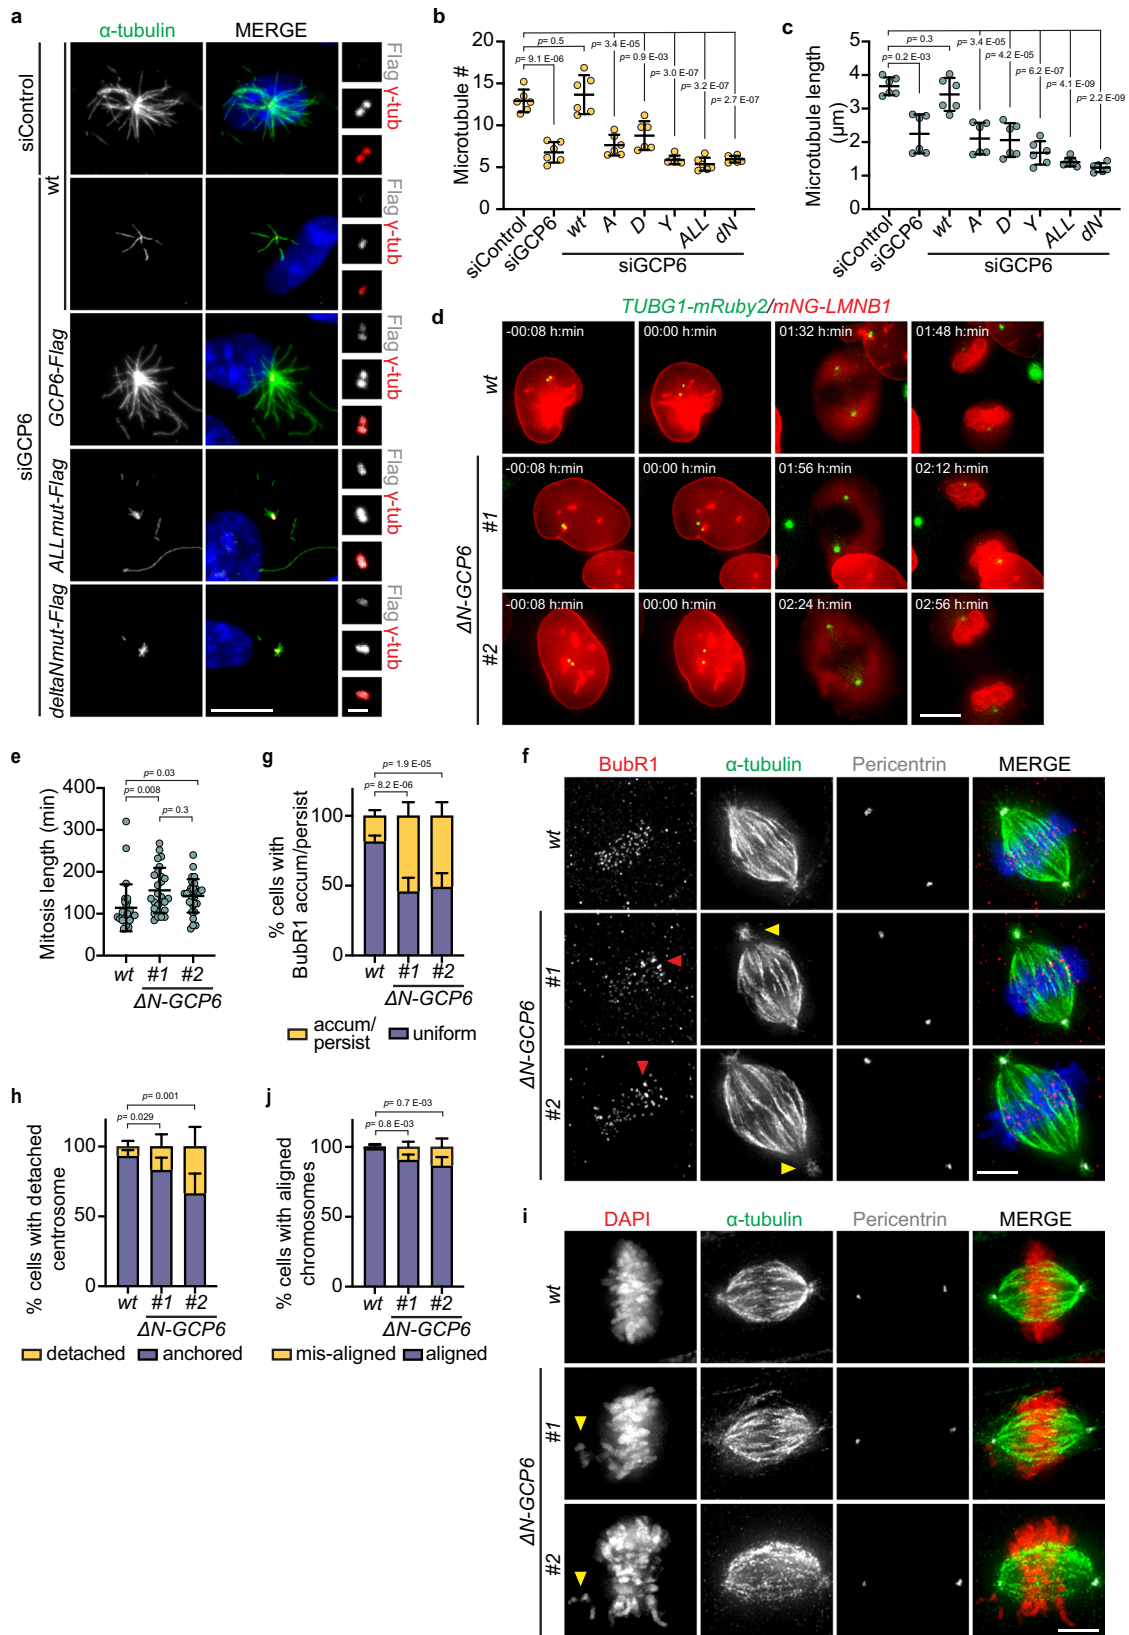 a
α-tubulin
MERGE
siControl
wt
siGCP6
GCP6-Flag
ALLmut-Flag
deltaNmut-Flag
Flag γ-tub
Flag γ-tub
Flag γ-tub
Flag γ-tub
Flag γ-tub
b
Microtubule #
20
15
10
5
0
p= 0.5
p= 9.1 E-06
p= 3.4 E-05
p= 0.9 E-03
p= 3.0 E-07
p= 3.2 E-07
p= 2.7 E-07
siControl
siGCP6
wt
A
D
Y
ALL
dN
siGCP6
c
Microtubule length
(μm)
5
4
3
2
1
0
p= 0.3
p= 0.2 E-03
p= 3.4 E-05
p= 4.2 E-05
p= 6.2 E-07
p= 4.1 E-09
p= 2.2 E-09
siControl
siGCP6
wt
A
D
Y
ALL
dN
siGCP6
d
TUBG1-mRuby2/mNG-LMNB1
wt
-00:08 h:min
00:00 h:min
01:32 h:min
01:48 h:min
ΔN-GCP6
#1
-00:08 h:min
00:00 h:min
01:56 h:min
02:12 h:min
#2
-00:08 h:min
00:00 h:min
02:24 h:min
02:56 h:min
e
Mitosis length (min)
400
300
200
100
0
p= 0.03
p= 0.008
p= 0.3
wt
#1
#2
ΔN-GCP6
g
% cells with
BubR1 accum/persist
100
50
0
p= 1.9 E-05
p= 8.2 E-06
wt
#1
#2
ΔN-GCP6
accum/
persist
uniform
f
BubR1
α-tubulin
Pericentrin
MERGE
wt
#1
#2
ΔN-GCP6
h
% cells with detached
centrosome
100
50
0
p= 0.001
p= 0.029
wt
#1
#2
ΔN-GCP6
detached
anchored
j
% cells with aligned
chromosomes
100
50
0
p= 0.7 E-03
p= 0.8 E-03
wt
#1
#2
ΔN-GCP6
mis-aligned
aligned
i
DAPI
α-tubulin
Pericentrin
MERGE
wt
#1
#2
ΔN-GCP6